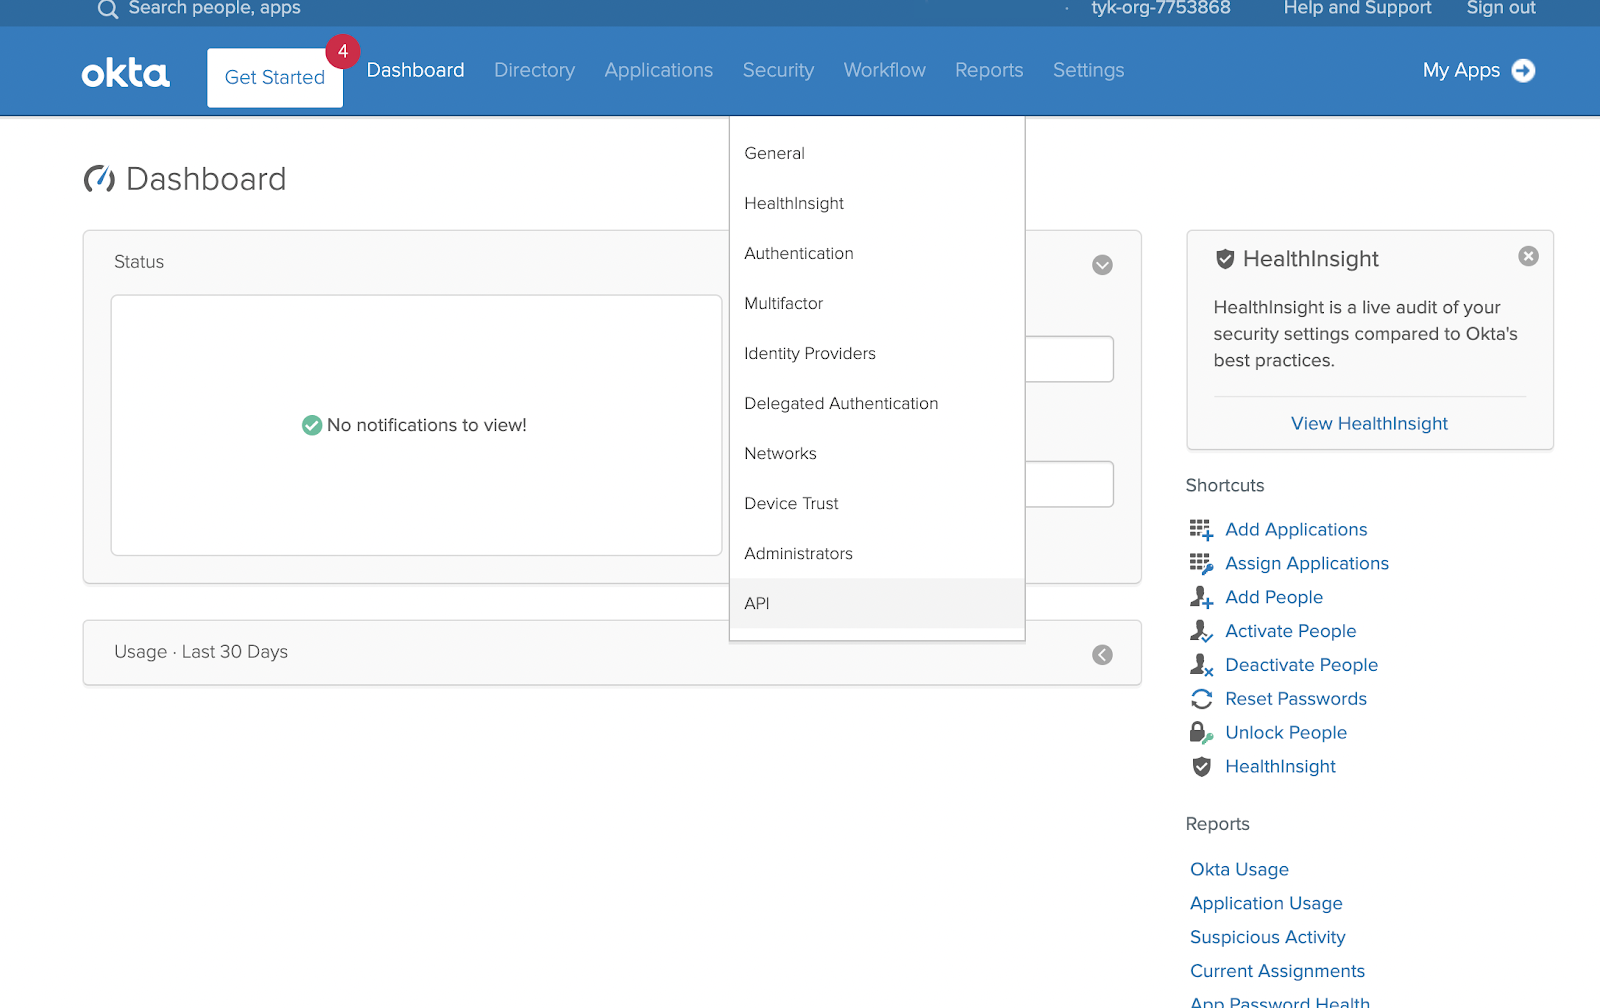 Search people, apps
tyk-org-7753868
Help and Support
Sign out
okta
Get Started
4
Dashboard
Directory
Applications
Security
Workflow
Reports
Settings
My Apps
Dashboard
Status
No notifications to view!
Usage · Last 30 Days
General
HealthInsight
Authentication
Multifactor
Identity Providers
Delegated Authentication
Networks
Device Trust
Administrators
API
HealthInsight
HealthInsight is a live audit of your
security settings compared to Okta's
best practices.
View HealthInsight
Shortcuts
Add Applications
Assign Applications
Add People
Activate People
Deactivate People
Reset Passwords
Unlock People
HealthInsight
Reports
Okta Usage
Application Usage
Suspicious Activity
Current Assignments
App Password Health